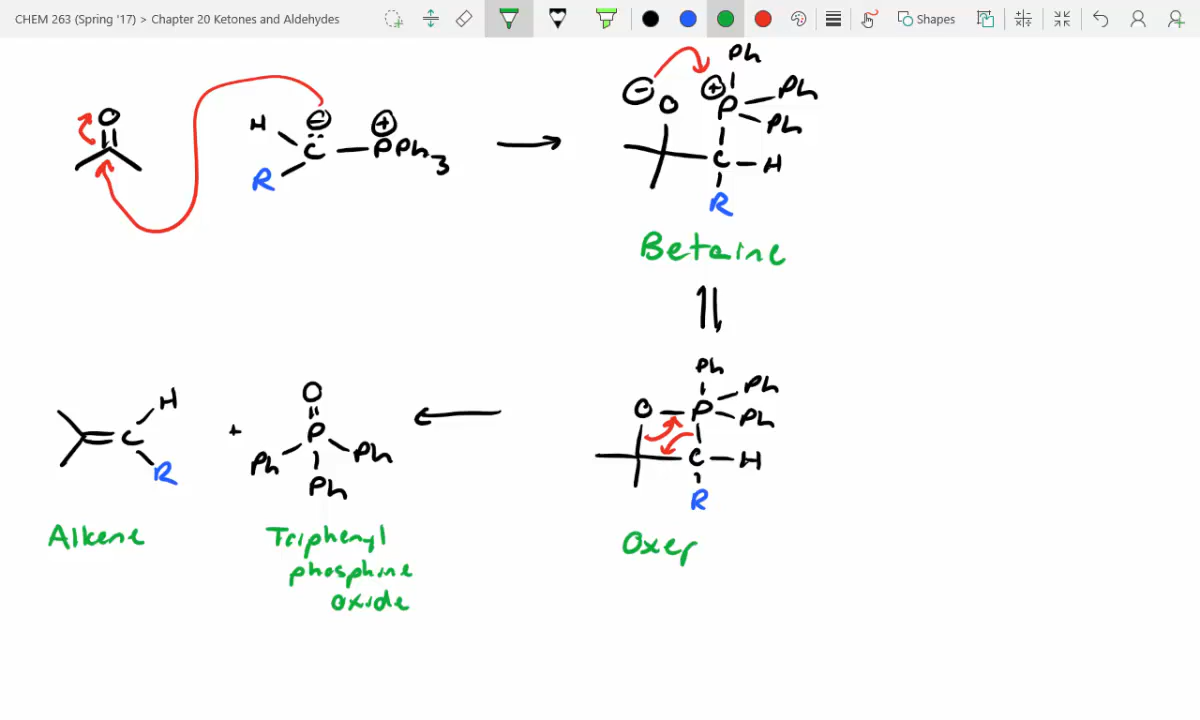 CHEM 263 (Spring '17) > Chapter 20 Ketones and Aldehydes
Shapes
O
H
⊖
C
⊕
PPh3
R
⊖
O
⊕
Ph
P
Ph
Ph
C
H
R
Betaine
Ph
O
P
Ph
Ph
C
H
R
H
C
R
+
O
P
Ph
Ph
Ph
Alkene
Triphenyl
phosphine
oxide
Oxep